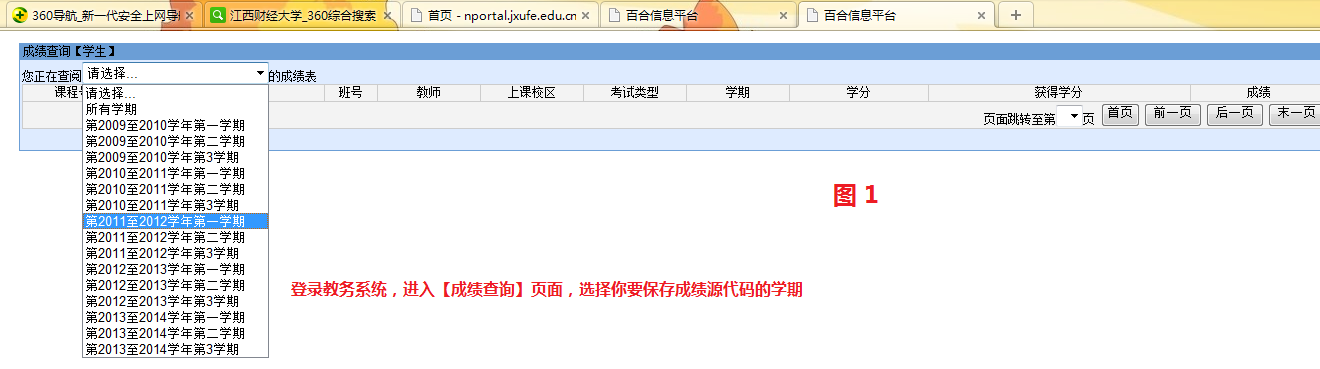 360导航_新一代安全上网导 江西财经大学_360综合搜索 首页 - nportal.jxufe.edu.cn 百合信息平台 百合信息平台
成绩查询【学生】
您正在查阅 请选择... 的成绩表
课程 班号 教师 上课校区 考试类型 学期 学分 获得学分 成绩
页面跳转至第 页 首页 前一页 后一页 末一页
请选择...
所有学期
第2009至2010学年第一学期
第2009至2010学年第二学期
第2009至2010学年第3学期
第2010至2011学年第一学期
第2010至2011学年第二学期
第2010至2011学年第3学期
第2011至2012学年第一学期
第2011至2012学年第二学期
第2011至2012学年第3学期
第2012至2013学年第一学期
第2012至2013学年第二学期
第2012至2013学年第3学期
第2013至2014学年第一学期
第2013至2014学年第二学期
第2013至2014学年第3学期
图 1
登录教务系统，进入【成绩查询】页面，选择你要保存成绩源代码的学期